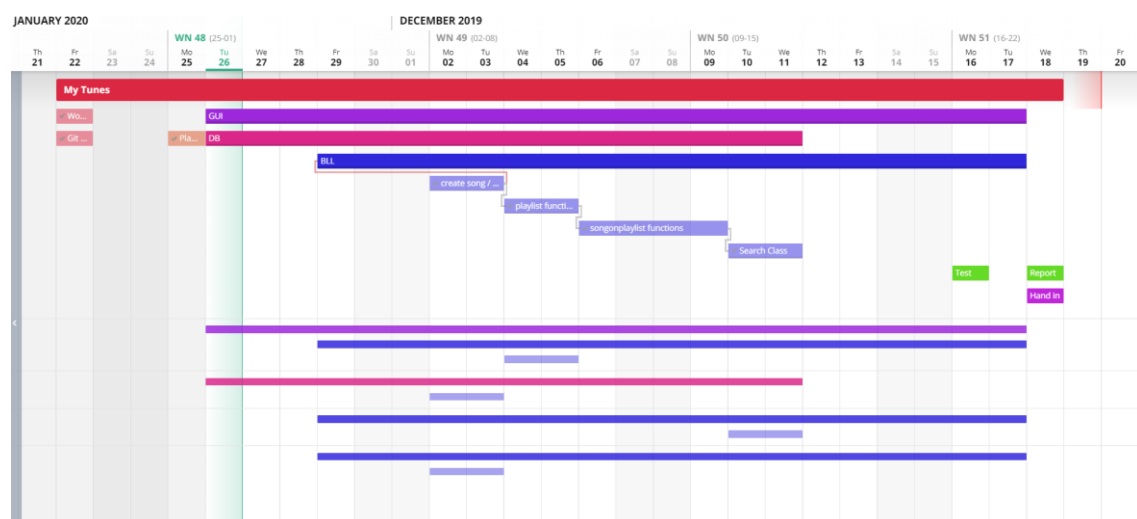 JANUARY 2020 DECEMBER 2019
WN 48 (25-01) WN 49 (02-08) WN 50 (09-15) WN 51 (16-22)
Th Fr Sa Su Mo Tu We Th Fr Sa Su Mo Tu We Th Fr Sa Su Mo Tu We Th Fr Sa Su Mo Tu We Th Fr
21 22 23 24 25 26 27 28 29 30 01 02 03 04 05 06 07 08 09 10 11 12 13 14 15 16 17 18 19 20
My Tunes
Wo... GUI
Git ... Pla... DB
BLL
create song / ...
playlist functi...
songonplaylist functions
Search Class
Test Report
Hand in